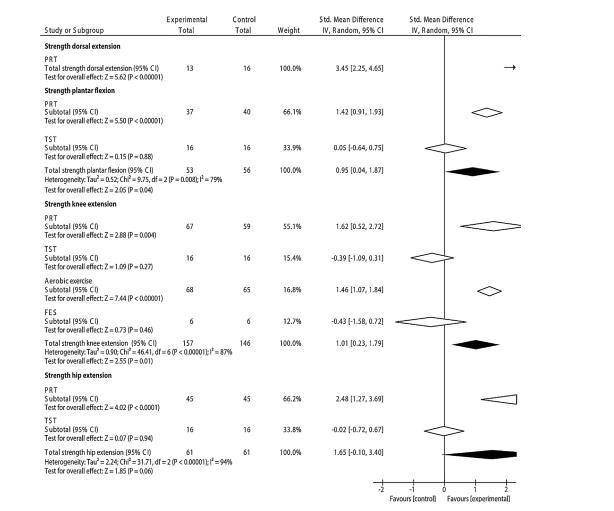 Experimental Control Std. Mean Difference Std. Mean Difference
Study or Subgroup Total Total Weight IV, Random, 95% CI IV, Random, 95% CI
Strength dorsal extension
PRT
Total strength dorsal extension (95% CI) 13 16 100.0% 3.45 [2.25, 4.65]
Test for overall effect: Z = 5.62 (P < 0.00001)
Strength plantar flexion
PRT
Subtotal (95% CI) 37 40 66.1% 1.42 [0.91, 1.93]
Test for overall effect: Z = 5.50 (P < 0.00001)
TST
Subtotal (95% CI) 16 16 33.9% 0.05 [-0.64, 0.75]
Test for overall effect: Z = 0.15 (P = 0.88)
Total strength plantar flexion (95% CI) 53 56 100.0% 0.95 [0.04, 1.87]
Heterogeneity: Tau² = 0.52; Chi² = 9.75, df = 2 (P = 0.008); I² = 79%
Test for overall effect: Z = 2.05 (P = 0.04)
Strength knee extension
PRT
Subtotal (95% CI) 67 59 55.1% 1.62 [0.52, 2.72]
Test for overall effect: Z = 2.88 (P = 0.004)
TST
Subtotal (95% CI) 16 16 15.4% -0.39 [-1.09, 0.31]
Test for overall effect: Z = 1.09 (P = 0.27)
Aerobic exercise
Subtotal (95% CI) 68 65 16.8% 1.46 [1.07, 1.84]
Test for overall effect: Z = 7.44 (P < 0.00001)
FES
Subtotal (95% CI) 6 6 12.7% -0.43 [-1.58, 0.72]
Test for overall effect: Z = 0.73 (P = 0.46)
Total strength knee extension (95% CI) 157 146 100.0% 1.01 [0.23, 1.79]
Heterogeneity: Tau² = 0.90; Chi² = 46.41, df = 6 (P < 0.00001); I² = 87%
Test for overall effect: Z = 2.55 (P = 0.01)
Strength hip extension
PRT
Subtotal (95% CI) 45 45 66.2% 2.48 [1.27, 3.69]
Test for overall effect: Z = 4.02 (P < 0.0001)
TST
Subtotal (95% CI) 16 16 33.8% -0.02 [-0.72, 0.67]
Test for overall effect: Z = 0.07 (P = 0.94)
Total strength hip extension (95% CI) 61 61 100.0% 1.65 [-0.10, 3.40]
Heterogeneity: Tau² = 2.24; Chi² = 31.71, df = 2 (P < 0.00001); I² = 94%
Test for overall effect: Z = 1.85 (P = 0.06)
-2 -1 0 1 2
Favours [control] Favours [experimental]